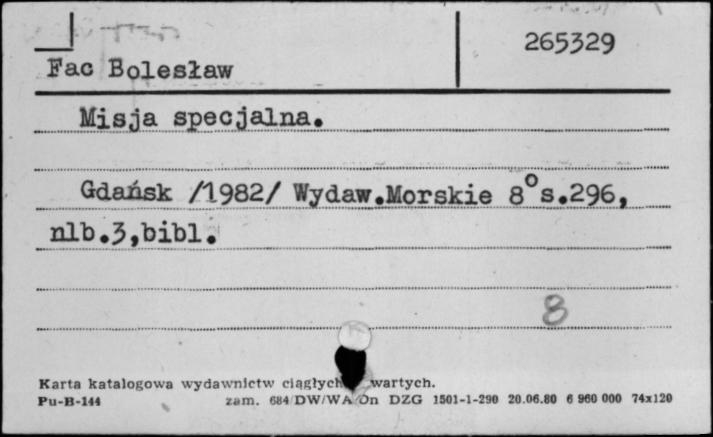 265329
Fac Bolesław
Misja specjalna.
Gdańsk /1982/ Wydaw.Morskie 8° s.296,
nlb.3,bibl.
8
Karta katalogowa wydawnictw ciągłych wartych.
Pu-B-144 zam. 684/DW/WA/On DZG 1501-1-290 20.06.80 6 960 000 74x120